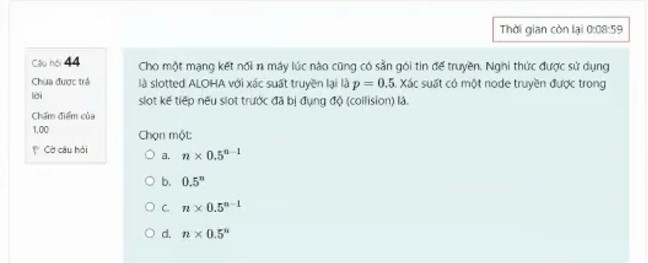 Thời gian còn lại 0:08:59
Câu hỏi 44
Chưa được trả
lời
Chấm điểm của
1,00
Cờ câu hỏi
Cho một mạng kết nối n máy lúc nào cũng có sẵn gói tin để truyền. Nghi thức được sử dụng
là slotted ALOHA với xác suất truyền lại là p = 0.5. Xác suất có một node truyền được trong
slot kế tiếp nếu slot trước đã bị đụng độ (collision) là.
Chọn một:
a. n × 0.5ⁿ⁻¹
b. 0.5ⁿ
c. n × 0.5ⁿ⁻¹
d. n × 0.5ⁿ